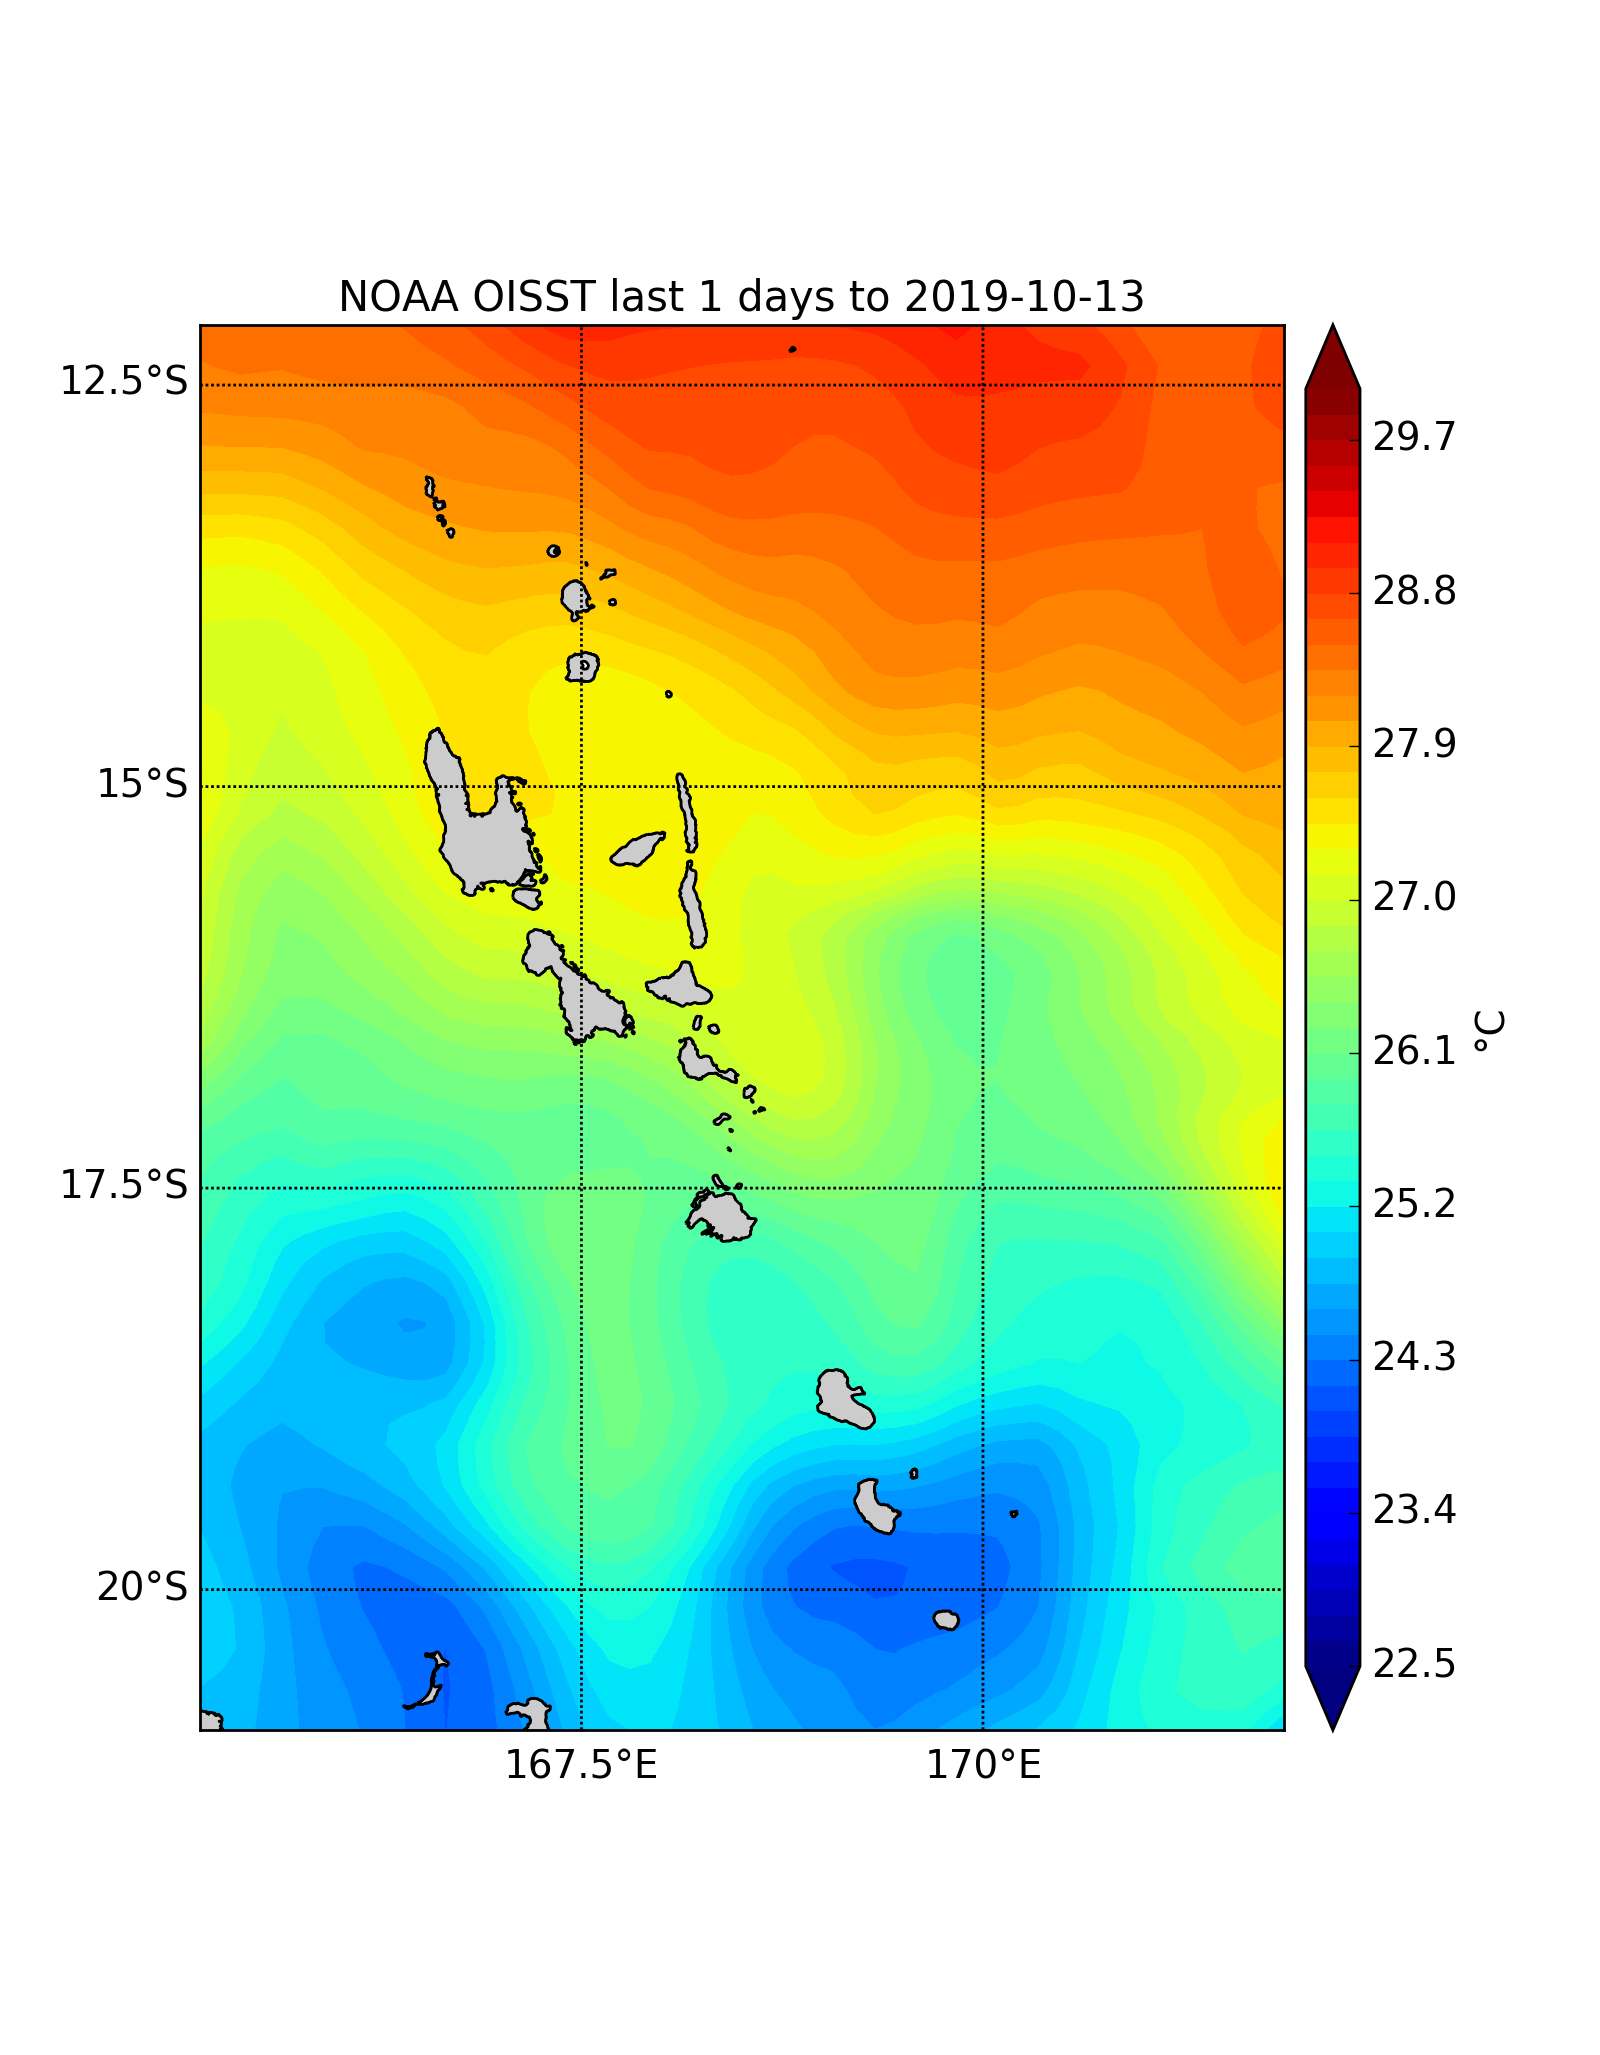 NOAA OISST last 1 days to 2019-10-13
12.5°S
15°S
17.5°S
20°S
167.5°E
170°E
29.7
28.8
27.9
27.0
26.1
25.2
24.3
23.4
22.5
°C